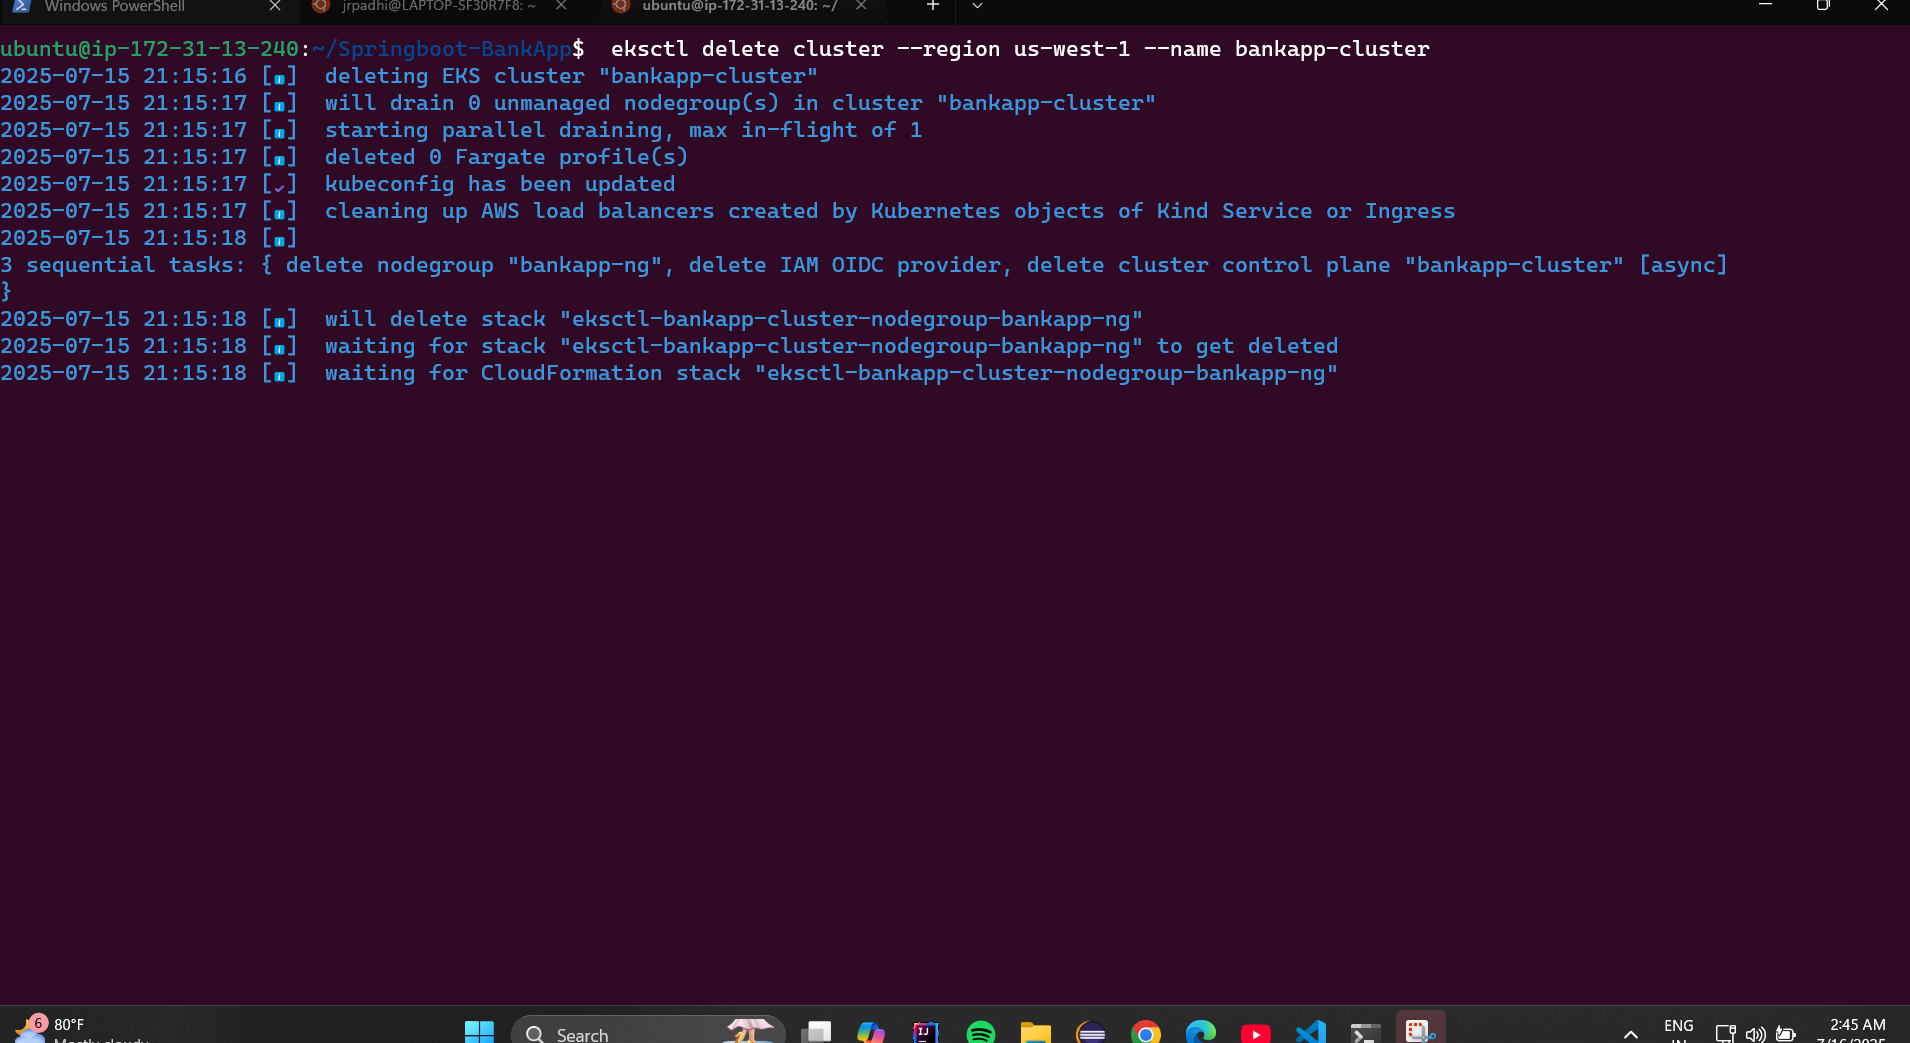 Windows PowerShell
jrpadhi@LAPTOP-SF30R7F8: ~
ubuntu@ip-172-31-13-240: ~/
ubuntu@ip-172-31-13-240:~/Springboot-BankApp$  eksctl delete cluster --region us-west-1 --name bankapp-cluster
2025-07-15 21:15:16 [ℹ]  deleting EKS cluster "bankapp-cluster"
2025-07-15 21:15:17 [ℹ]  will drain 0 unmanaged nodegroup(s) in cluster "bankapp-cluster"
2025-07-15 21:15:17 [ℹ]  starting parallel draining, max in-flight of 1
2025-07-15 21:15:17 [ℹ]  deleted 0 Fargate profile(s)
2025-07-15 21:15:17 [✔]  kubeconfig has been updated
2025-07-15 21:15:17 [ℹ]  cleaning up AWS load balancers created by Kubernetes objects of Kind Service or Ingress
2025-07-15 21:15:18 [ℹ]
3 sequential tasks: { delete nodegroup "bankapp-ng", delete IAM OIDC provider, delete cluster control plane "bankapp-cluster" [async]
}
2025-07-15 21:15:18 [ℹ]  will delete stack "eksctl-bankapp-cluster-nodegroup-bankapp-ng"
2025-07-15 21:15:18 [ℹ]  waiting for stack "eksctl-bankapp-cluster-nodegroup-bankapp-ng" to get deleted
2025-07-15 21:15:18 [ℹ]  waiting for CloudFormation stack "eksctl-bankapp-cluster-nodegroup-bankapp-ng"
6
80°F
Mostly cloudy
Search
IJ
ENG
IN
2:45 AM
7/16/2025